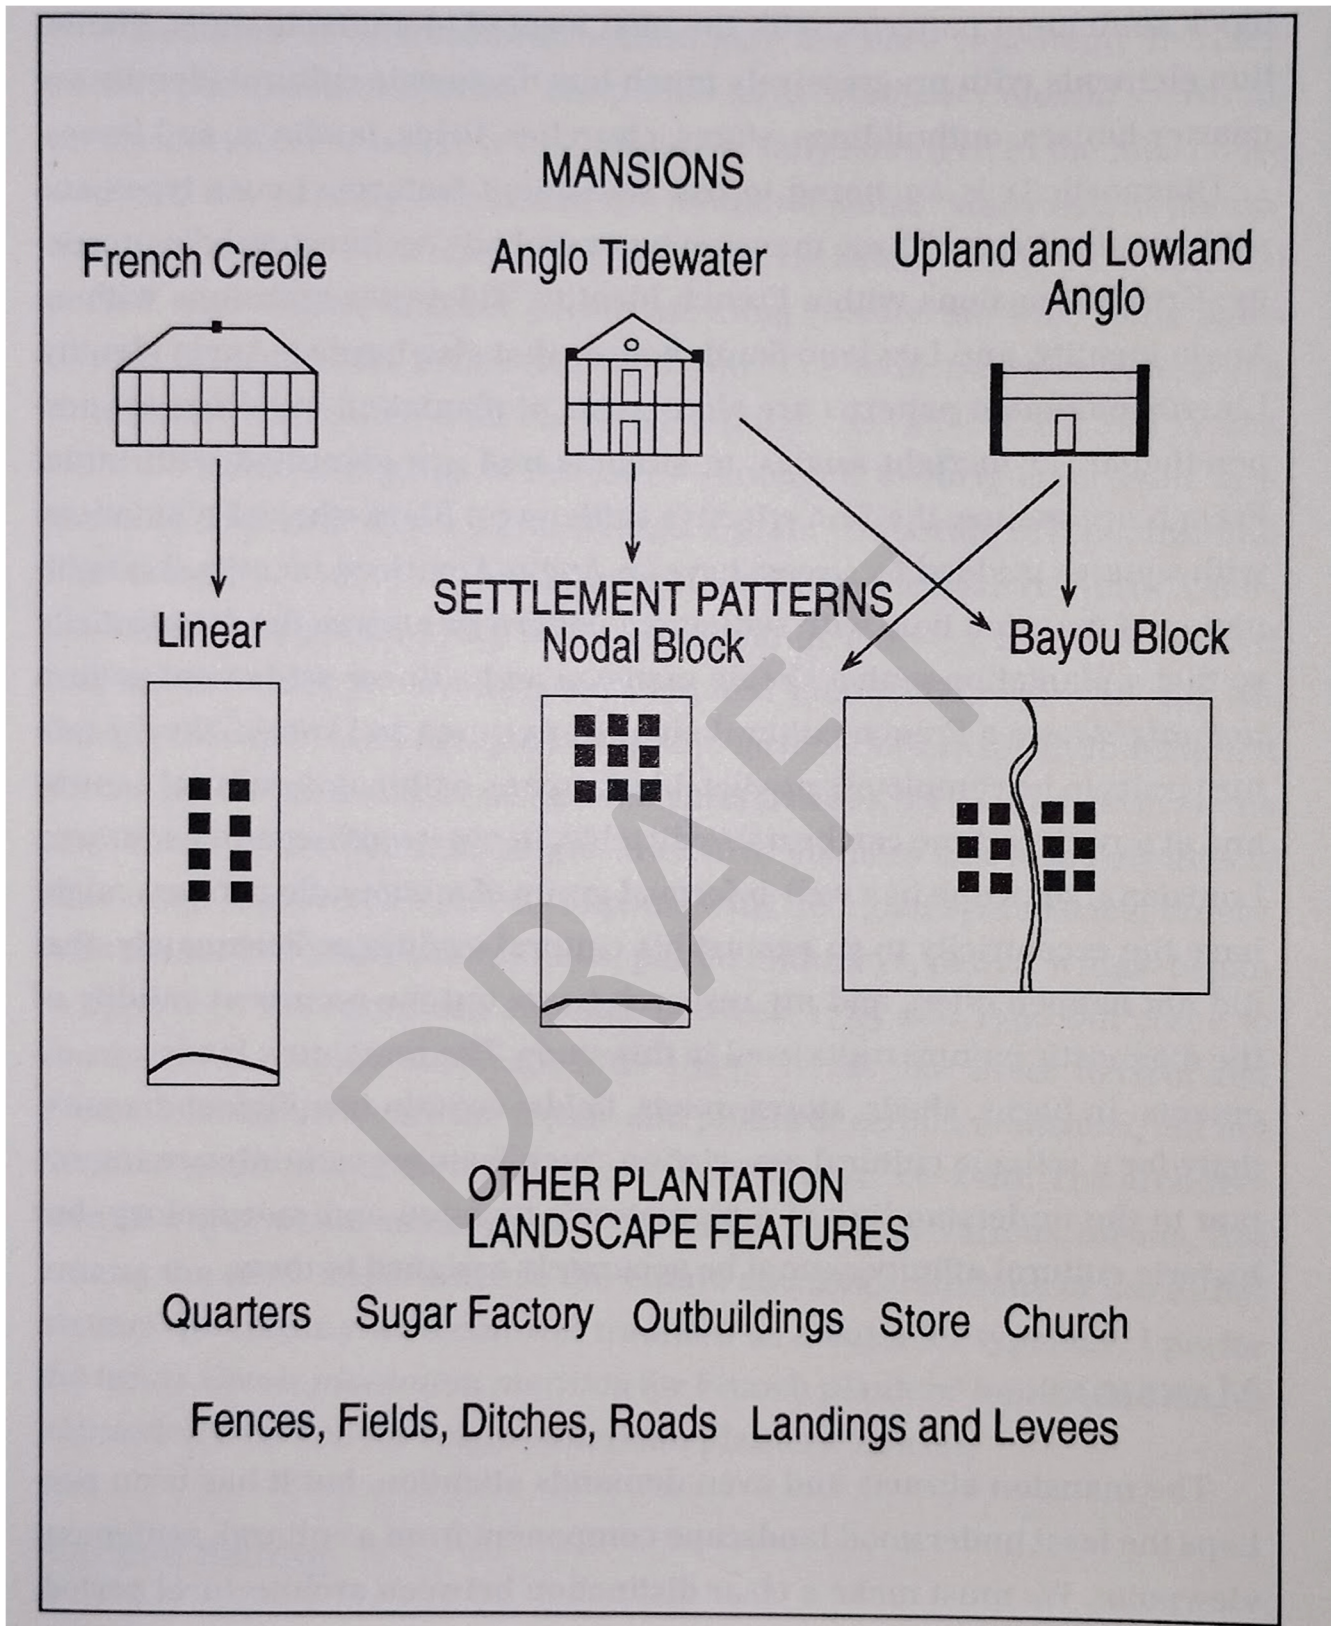 MANSIONS
French Creole
Anglo Tidewater
Upland and Lowland
Anglo
SETTLEMENT PATTERNS
Linear
Nodal Block
Bayou Block
DRAFT
OTHER PLANTATION
LANDSCAPE FEATURES
Quarters Sugar Factory Outbuildings Store Church
Fences, Fields, Ditches, Roads Landings and Levees